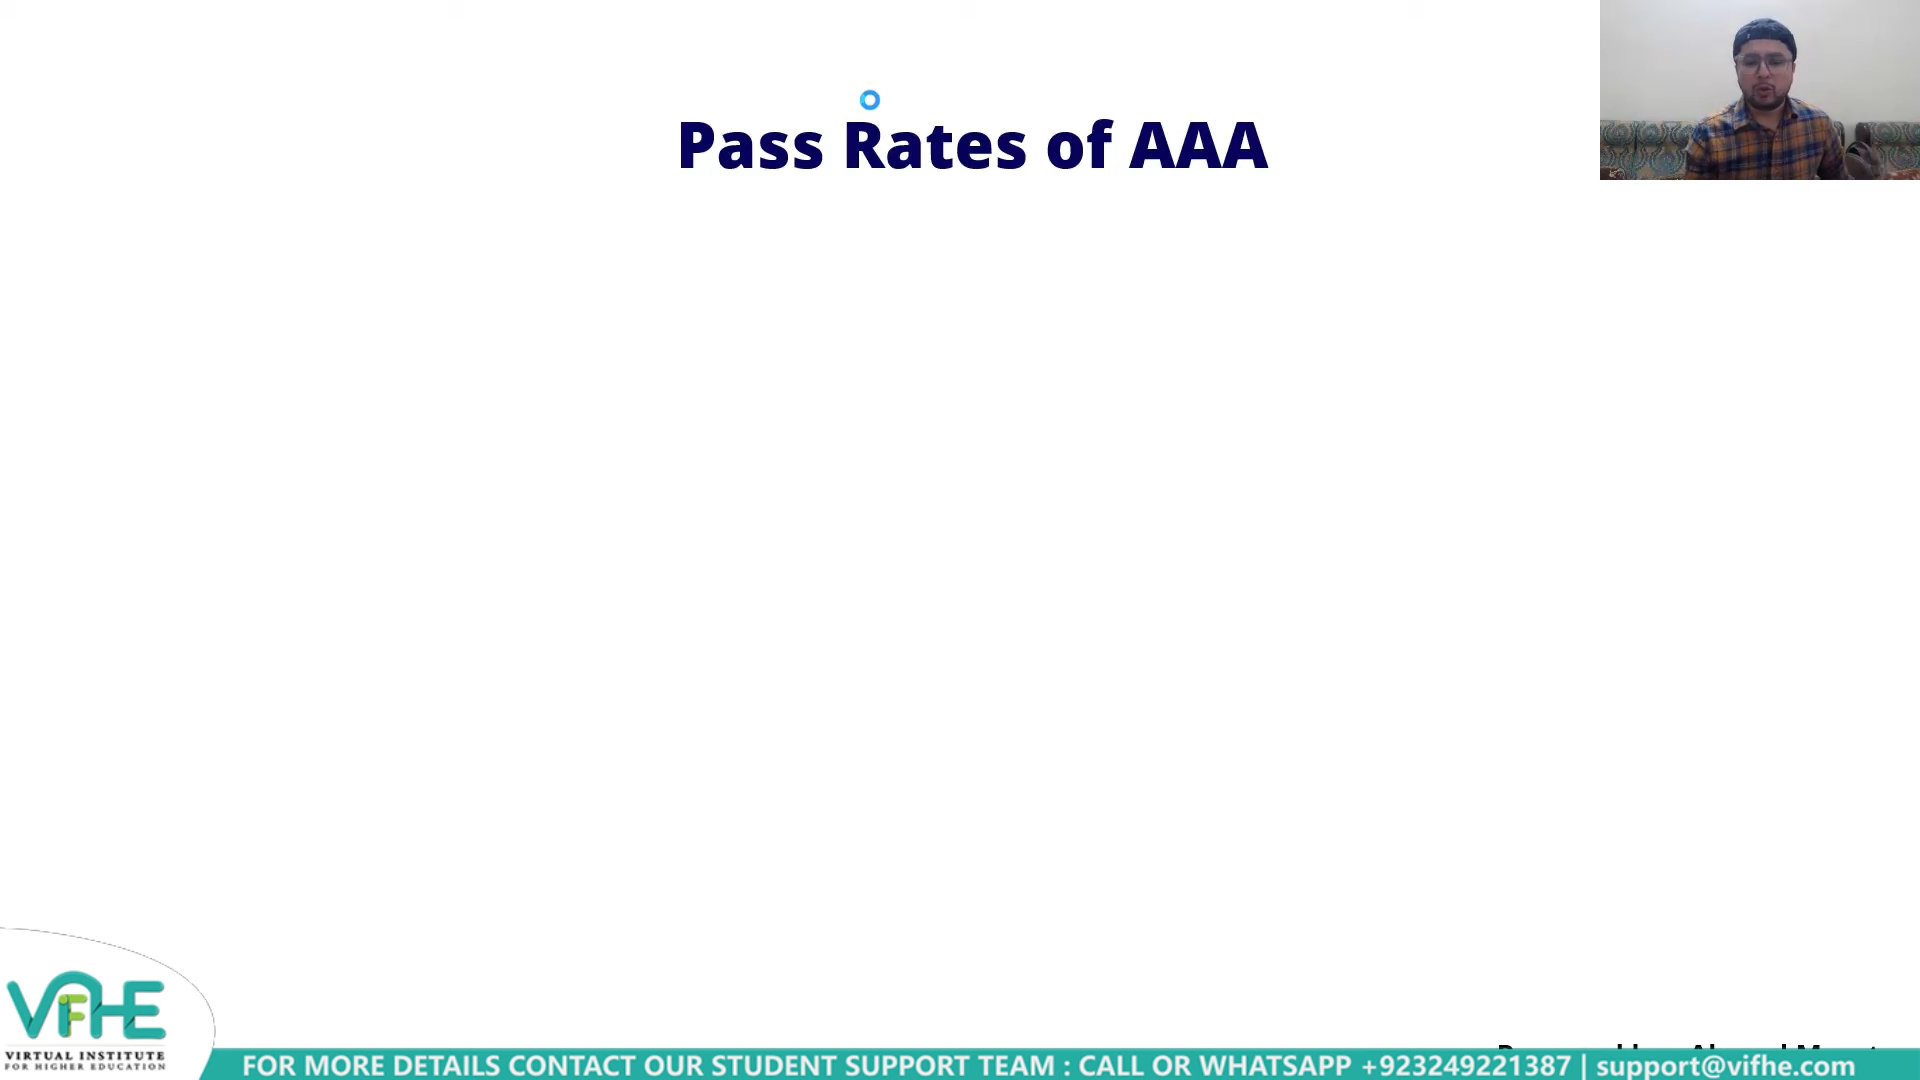 Pass Rates of AAA
VIFHE
VIRTUAL INSTITUTE
FOR HIGHER EDUCATION
FOR MORE DETAILS CONTACT OUR STUDENT SUPPORT TEAM : CALL OR WHATSAPP +923249221387 | support@vifhe.com